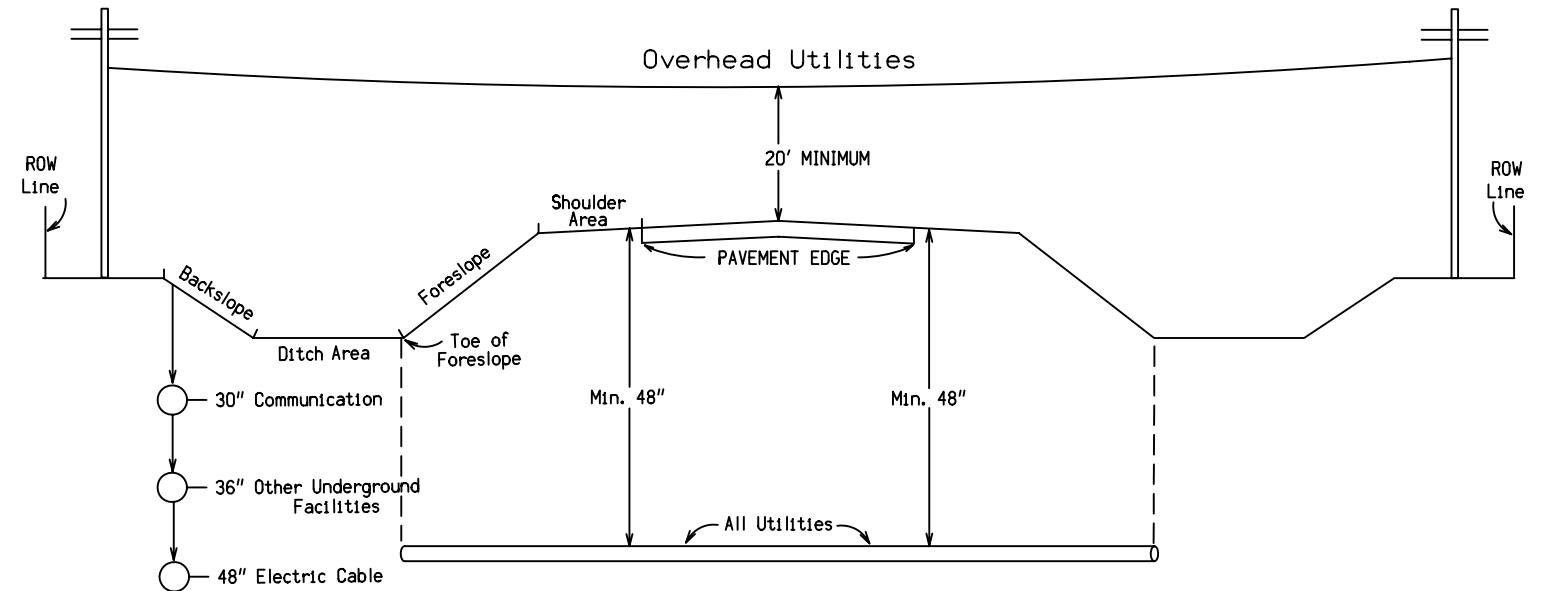 Overhead Utilities
20' MINIMUM
ROW
Line
ROW
Line
Shoulder
Area
Backslope
Foreslope
PAVEMENT EDGE
Ditch Area
Toe of
Foreslope
30" Communication
Min. 48"
Min. 48"
36" Other Underground
Facilities
All Utilities
48" Electric Cable